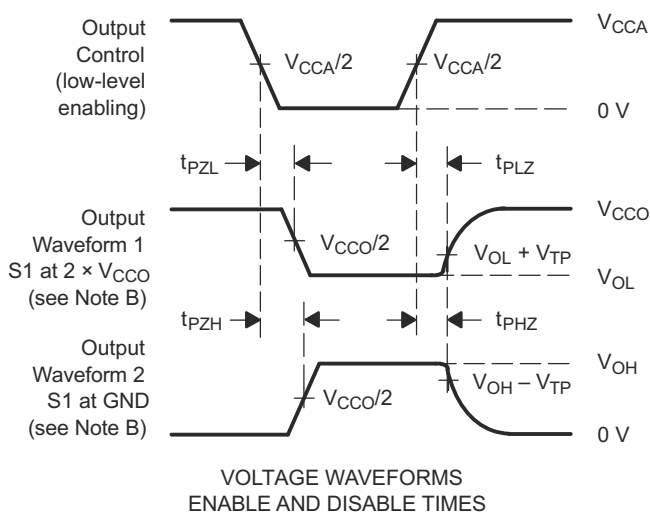 Output
Control
(low-level
enabling)
V_CCA/2
V_CCA/2
V_CCA
0 V
t_PZL
t_PLZ
Output
Waveform 1
S1 at 2 × V_CCO
(see Note B)
V_CCO/2
V_CCO
V_OL + V_TP
V_OL
t_PZH
t_PHZ
Output
Waveform 2
S1 at GND
(see Note B)
V_CCO/2
V_OH
V_OH – V_TP
0 V
VOLTAGE WAVEFORMS
ENABLE AND DISABLE TIMES